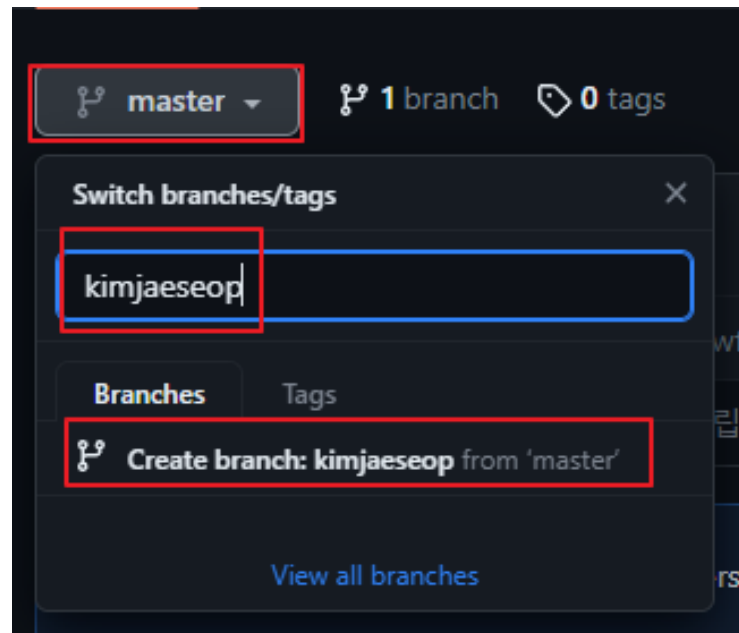 master 1 branch 0 tags
Switch branches/tags
kimjaeseop
Branches Tags
Create branch: kimjaeseop from ‘master’
View all branches